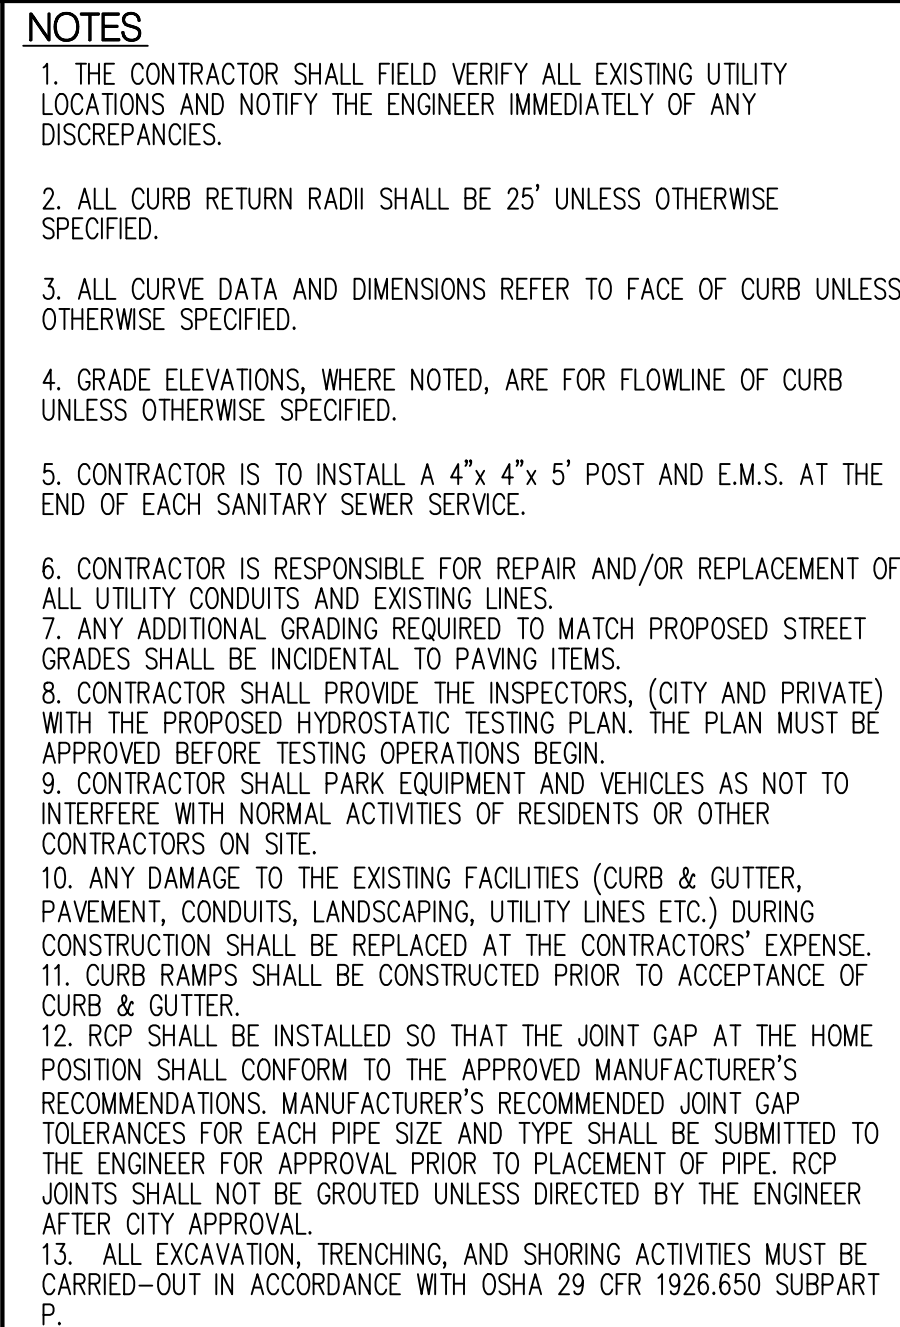 NOTES
1. THE CONTRACTOR SHALL FIELD VERIFY ALL EXISTING UTILITY
LOCATIONS AND NOTIFY THE ENGINEER IMMEDIATELY OF ANY
DISCREPANCIES.
2. ALL CURB RETURN RADII SHALL BE 25' UNLESS OTHERWISE
SPECIFIED.
3. ALL CURVE DATA AND DIMENSIONS REFER TO FACE OF CURB UNLESS
OTHERWISE SPECIFIED.
4. GRADE ELEVATIONS, WHERE NOTED, ARE FOR FLOWLINE OF CURB
UNLESS OTHERWISE SPECIFIED.
5. CONTRACTOR IS TO INSTALL A 4"x 4"x 5' POST AND E.M.S. AT THE
END OF EACH SANITARY SEWER SERVICE.
6. CONTRACTOR IS RESPONSIBLE FOR REPAIR AND/OR REPLACEMENT OF
ALL UTILITY CONDUITS AND EXISTING LINES.
7. ANY ADDITIONAL GRADING REQUIRED TO MATCH PROPOSED STREET
GRADES SHALL BE INCIDENTAL TO PAVING ITEMS.
8. CONTRACTOR SHALL PROVIDE THE INSPECTORS, (CITY AND PRIVATE)
WITH THE PROPOSED HYDROSTATIC TESTING PLAN. THE PLAN MUST BE
APPROVED BEFORE TESTING OPERATIONS BEGIN.
9. CONTRACTOR SHALL PARK EQUIPMENT AND VEHICLES AS NOT TO
INTERFERE WITH NORMAL ACTIVITIES OF RESIDENTS OR OTHER
CONTRACTORS ON SITE.
10. ANY DAMAGE TO THE EXISTING FACILITIES (CURB & GUTTER,
PAVEMENT, CONDUITS, LANDSCAPING, UTILITY LINES ETC.) DURING
CONSTRUCTION SHALL BE REPLACED AT THE CONTRACTORS' EXPENSE.
11. CURB RAMPS SHALL BE CONSTRUCTED PRIOR TO ACCEPTANCE OF
CURB & GUTTER.
12. RCP SHALL BE INSTALLED SO THAT THE JOINT GAP AT THE HOME
POSITION SHALL CONFORM TO THE APPROVED MANUFACTURER'S
RECOMMENDATIONS. MANUFACTURER'S RECOMMENDED JOINT GAP
TOLERANCES FOR EACH PIPE SIZE AND TYPE SHALL BE SUBMITTED TO
THE ENGINEER FOR APPROVAL PRIOR TO PLACEMENT OF PIPE. RCP
JOINTS SHALL NOT BE GROUTED UNLESS DIRECTED BY THE ENGINEER
AFTER CITY APPROVAL.
13. ALL EXCAVATION, TRENCHING, AND SHORING ACTIVITIES MUST BE
CARRIED-OUT IN ACCORDANCE WITH OSHA 29 CFR 1926.650 SUBPART
P.